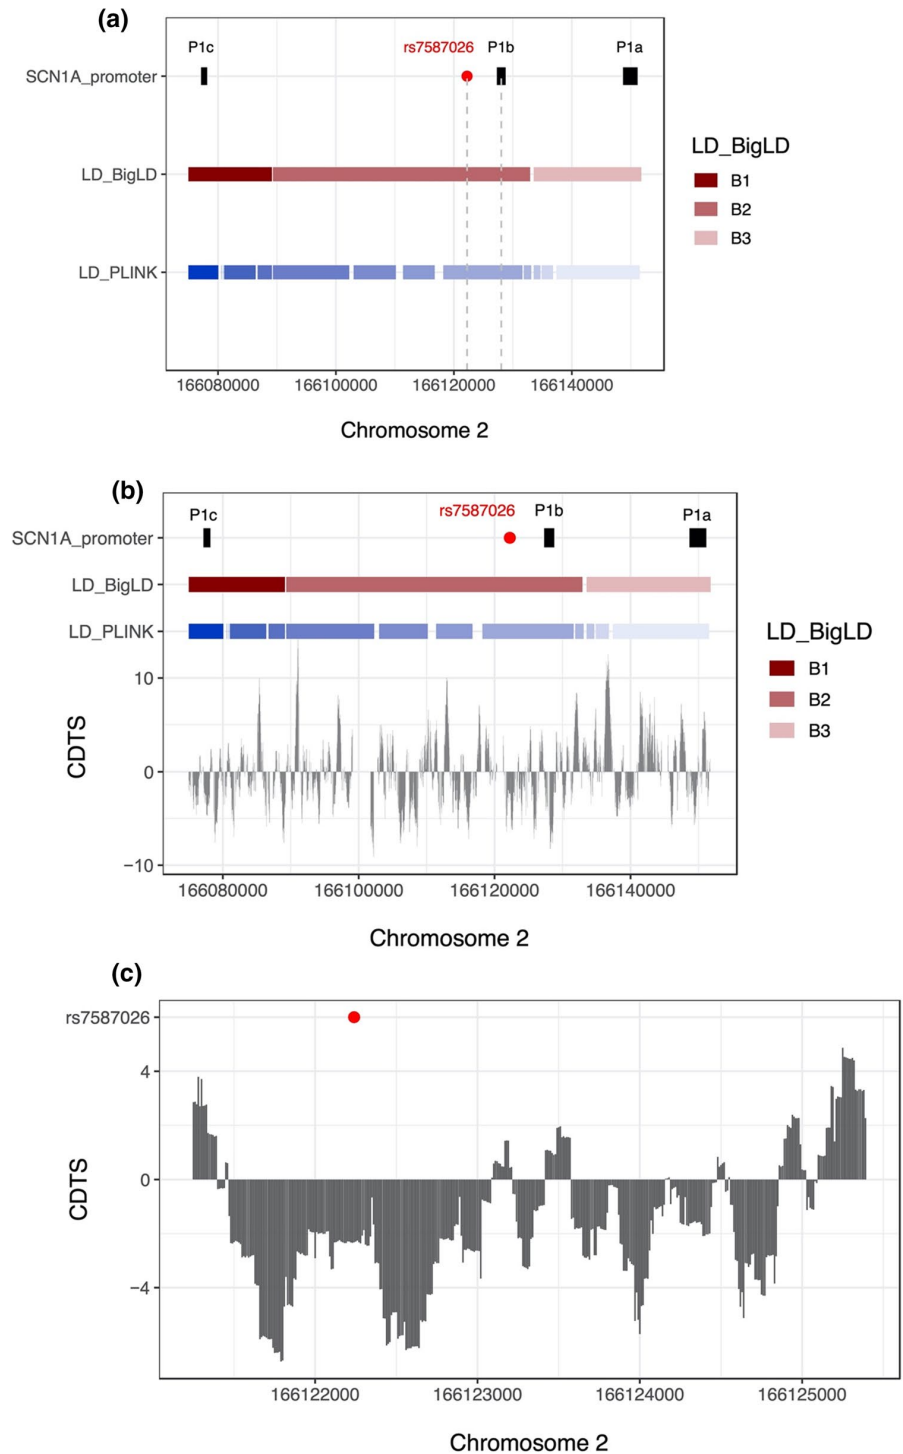 (a)
P1c rs7587026 P1b P1a
SCN1A_promoter
LD_BigLD
LD_PLINK
LD_BigLD
B1
B2
B3
166080000 166100000 166120000 166140000
Chromosome 2
(b)
P1c rs7587026 P1b P1a
SCN1A_promoter
LD_BigLD
LD_PLINK
LD_BigLD
B1
B2
B3
10
0
−10
CDTS
166080000 166100000 166120000 166140000
Chromosome 2
(c)
rs7587026
4
0
−4
CDTS
166122000 166123000 166124000 166125000
Chromosome 2